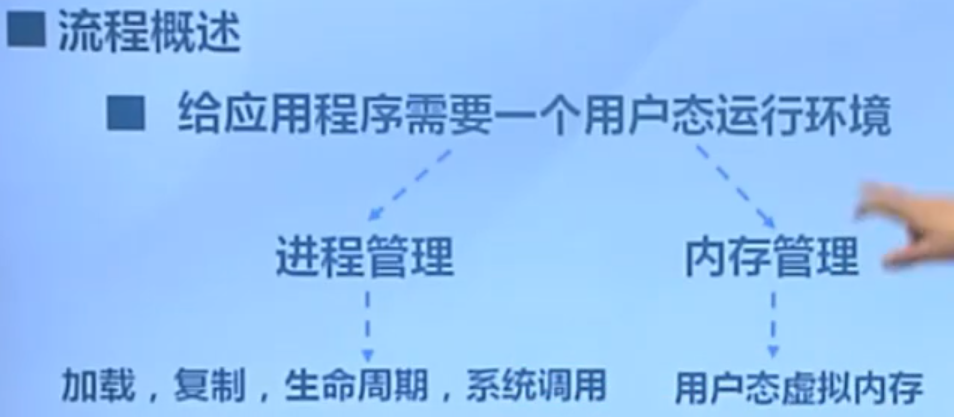 流程概述
给应用程序需要一个用户态运行环境
进程管理
内存管理
加载，复制，生命周期，系统调用
用户态虚拟内存